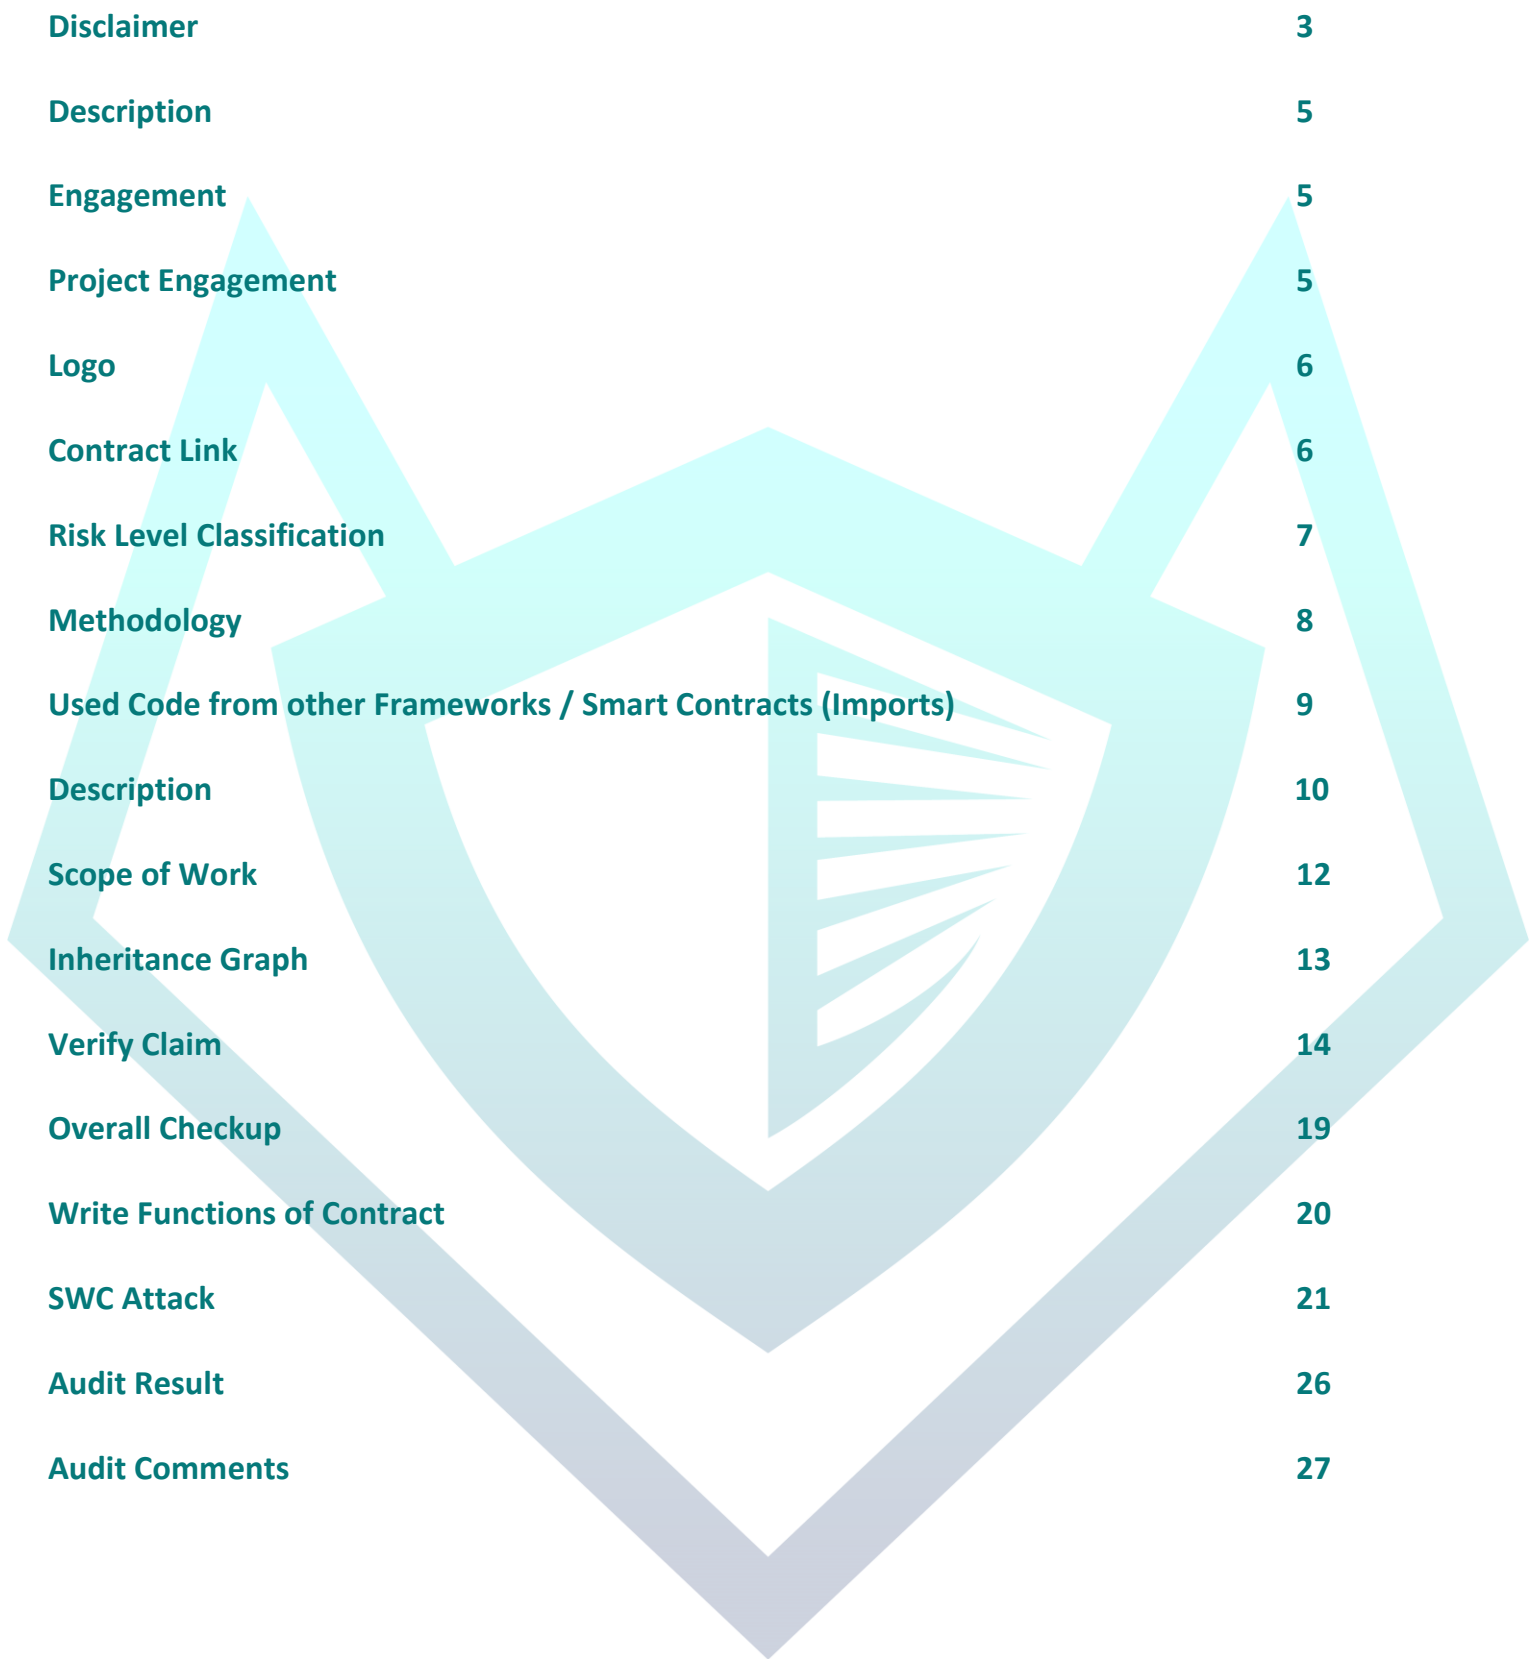 Disclaimer 3
Description 5
Engagement 5
Project Engagement 5
Logo 6
Contract Link 6
Risk Level Classification 7
Methodology 8
Used Code from other Frameworks / Smart Contracts (Imports) 9
Description 10
Scope of Work 12
Inheritance Graph 13
Verify Claim 14
Overall Checkup 19
Write Functions of Contract 20
SWC Attack 21
Audit Result 26
Audit Comments 27